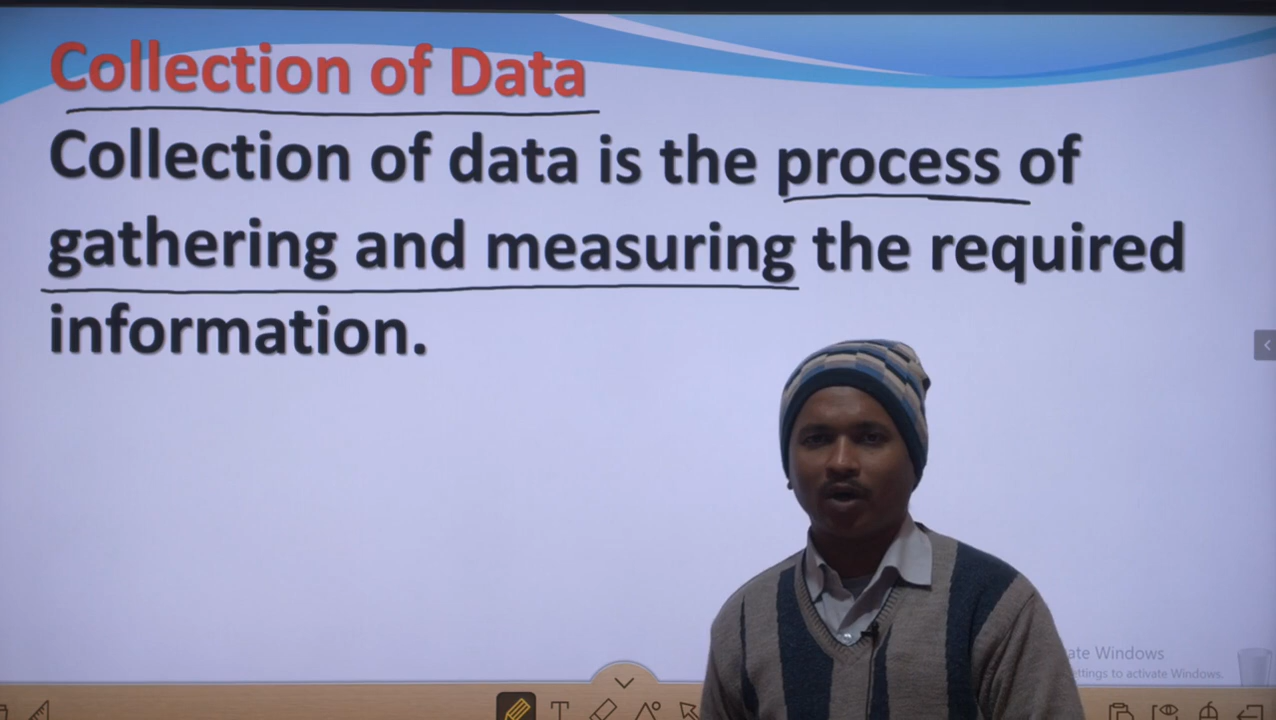 Collection of Data
Collection of data is the process of
gathering and measuring the required
information.
ate Windows
ettings to activate Windows.